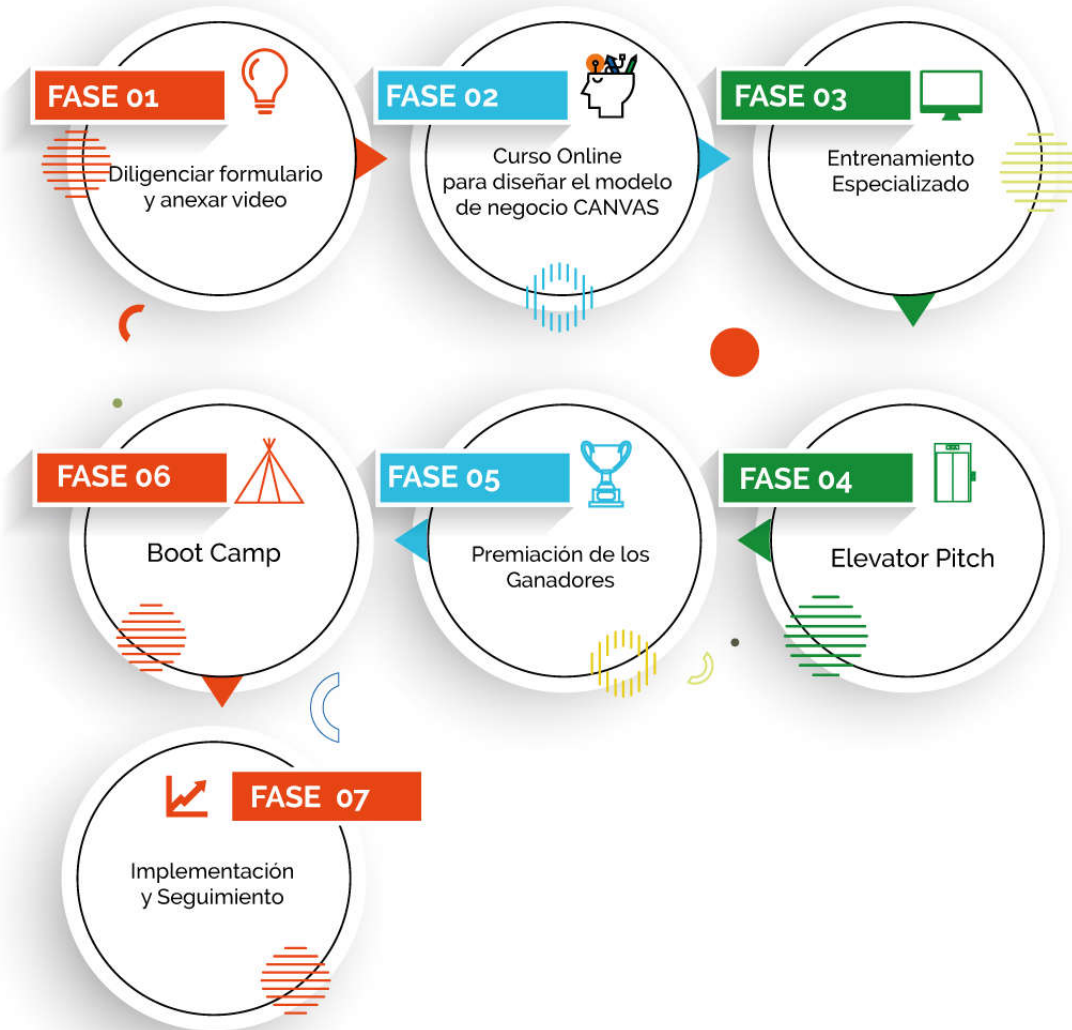 FASE 01
Diligenciar formulario
y anexar video
FASE 02
Curso Online
para diseñar el modelo
de negocio CANVAS
FASE 03
Entrenamiento
Especializado
FASE 04
Elevator Pitch
FASE 05
Premiación de los
Ganadores
FASE 06
Boot Camp
FASE 07
Implementación
y Seguimiento